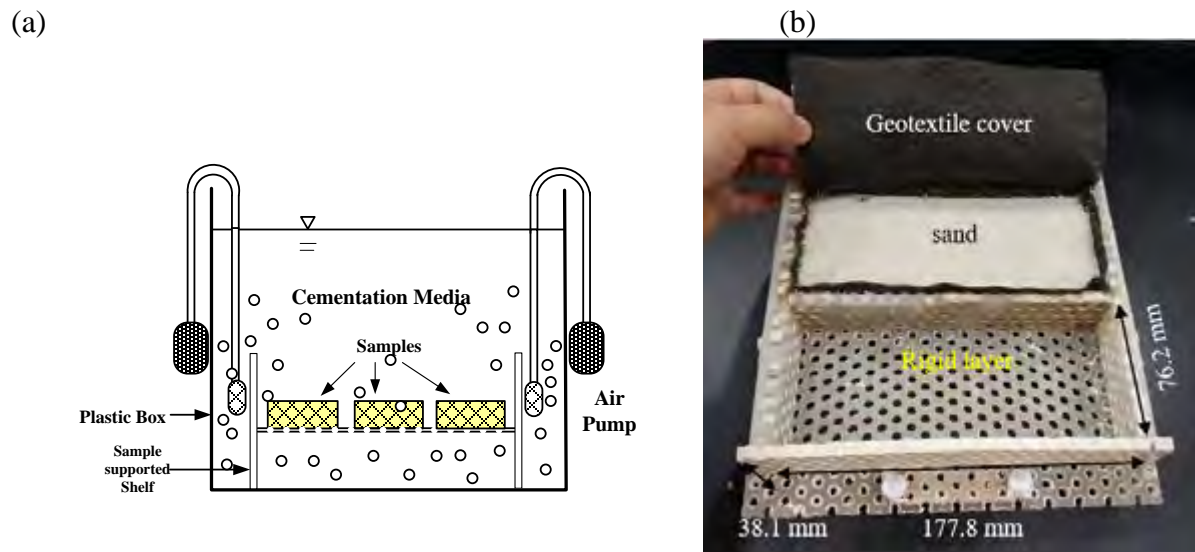 (a)
Cementation Media
Samples
Plastic Box
Sample
supported
Shelf
Air
Pump
(b)
Geotextile cover
sand
Rigid layer
76.2 mm
38.1 mm
177.8 mm